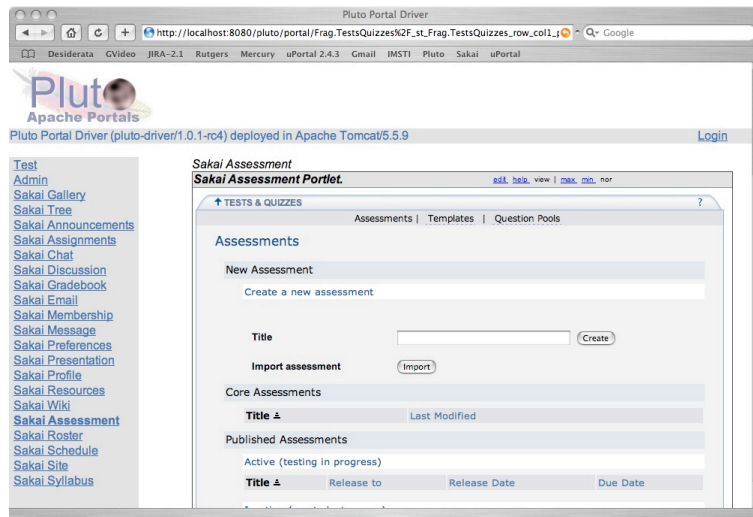 Pluto Portal Driver
http://localhost:8080/pluto/portal/Frag.TestsQuizzes%2F_st_Frag.TestsQuizzes_row_col1_p
Google
Desiderata GVideo JIRA-2.1 Rutgers Mercury uPortal 2.4.3 Gmail IMSTI Pluto Sakai uPortal
Pluto
Apache Portals
Pluto Portal Driver (pluto-driver/1.0.1-rc4) deployed in Apache Tomcat/5.5.9 Login
Test
Admin
Sakai Gallery
Sakai Tree
Sakai Announcements
Sakai Assignments
Sakai Chat
Sakai Discussion
Sakai Gradebook
Sakai Email
Sakai Membership
Sakai Message
Sakai Preferences
Sakai Presentation
Sakai Profile
Sakai Resources
Sakai Wiki
Sakai Assessment
Sakai Roster
Sakai Schedule
Sakai Site
Sakai Syllabus
Sakai Assessment
Sakai Assessment Portlet. edit help view | max min nor
TESTS & QUIZZES ?
Assessments | Templates | Question Pools
Assessments
New Assessment
Create a new assessment
Title Create
Import assessment Import
Core Assessments
Title Last Modified
Published Assessments
Active (testing in progress)
Title Release to Release Date Due Date